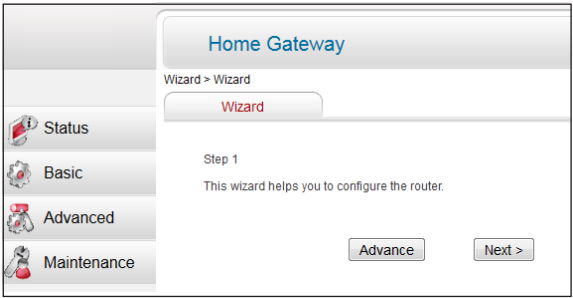 Home Gateway
Wizard > Wizard
Wizard
Status
Basic
Advanced
Maintenance
Step 1
This wizard helps you to configure the router.
Advance
Next >